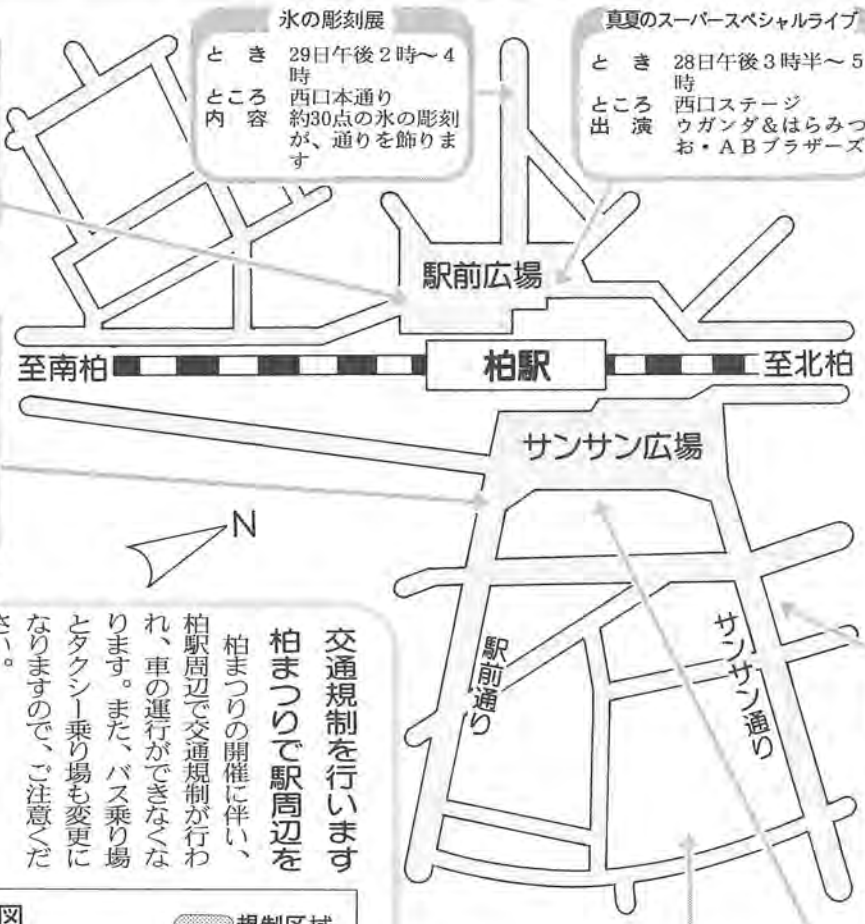 氷の彫刻展
とき 29日午後2時～4
時
ところ 西口本通り
内容 約30点の氷の彫刻
が、通りを飾りま
す
真夏のスーパースペシャルライブ
とき 28日午後3時半～5
時
ところ 西口ステージ
出演 ウガンダ&はらみつ
お・ABブラザーズ
駅前広場
至南柏
柏駅
至北柏
サンサン広場
N
駅前通り
サンサン通り
交通規制を行います
柏まつりで駅周辺を
柏まつりの開催に伴い、
柏駅周辺で交通規制が行わ
れ、車の運行ができなくな
ります。また、バス乗り場
とタクシー乗り場も変更に
なりますので、ご注意くだ
さい。
図
規制区域